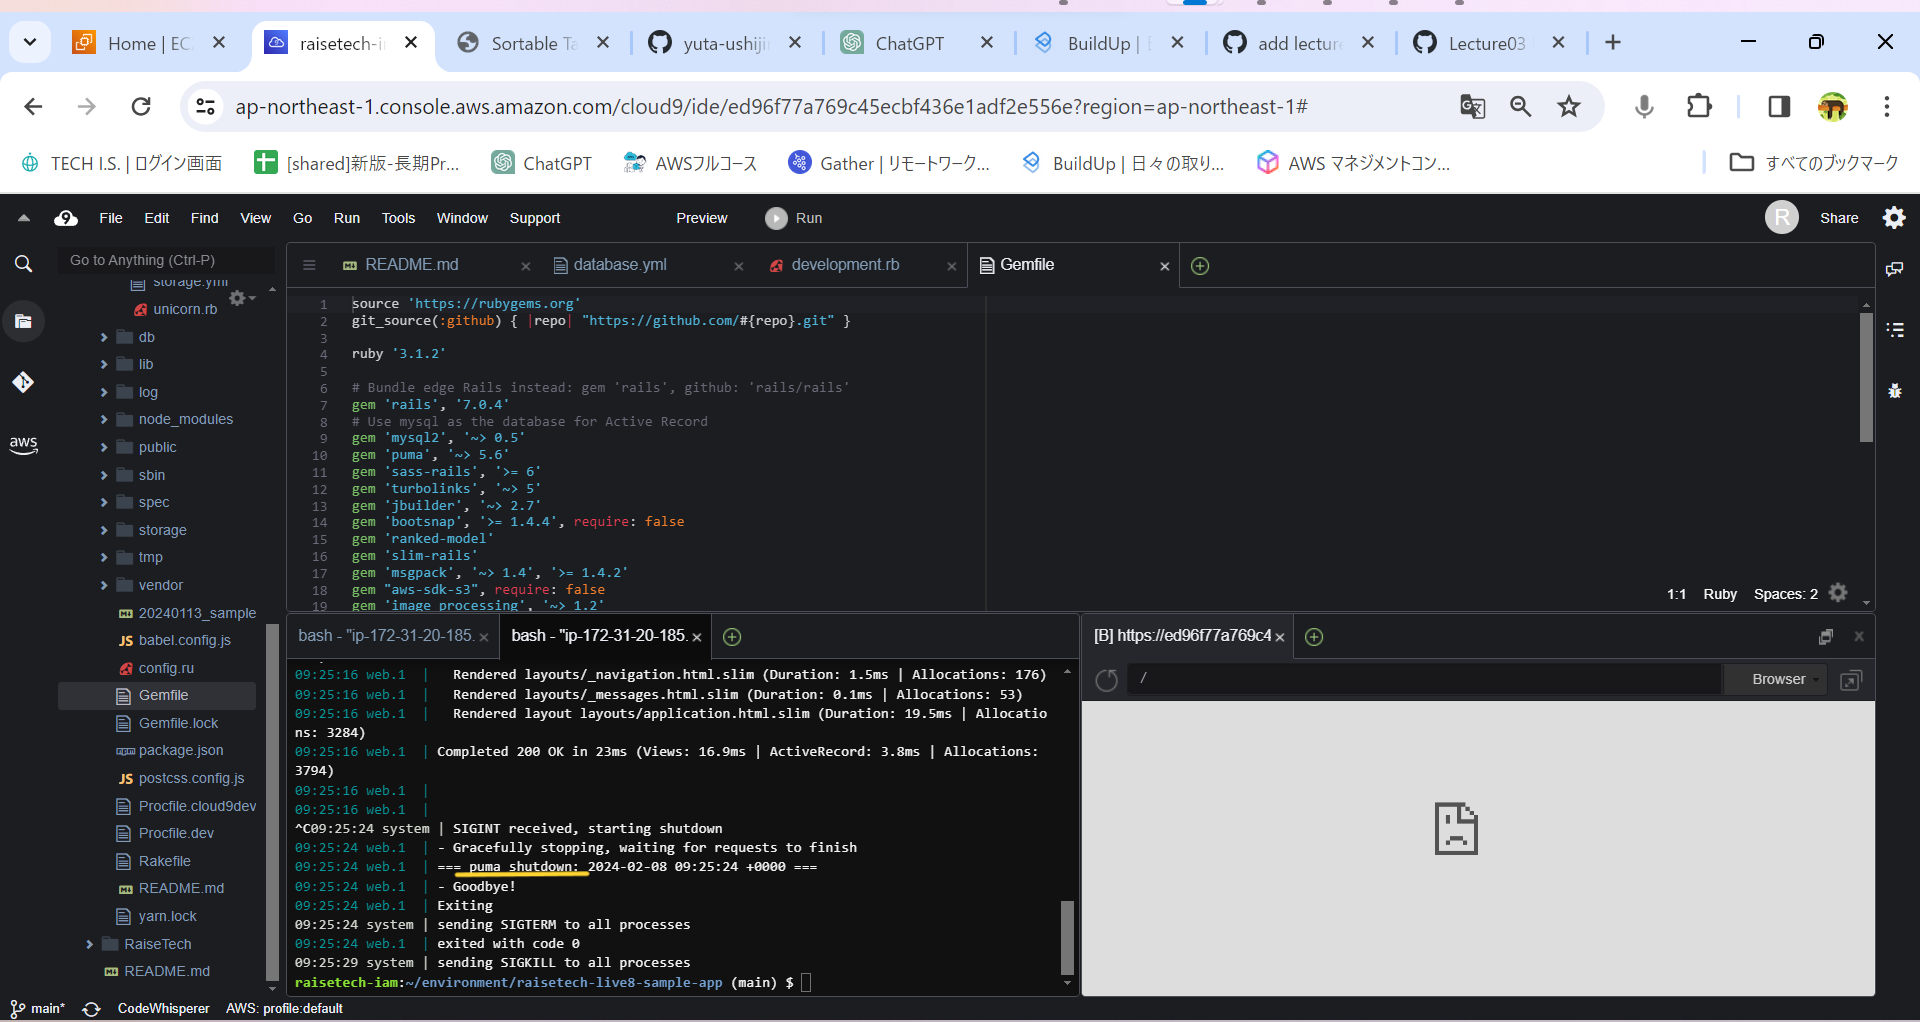 Home | EC
raisetech-i
Sortable Ta
yuta-ushiji
ChatGPT
BuildUp |
add lectur
Lecture03
ap-northeast-1.console.aws.amazon.com/cloud9/ide/ed96f77a769c45ecbf436e1adf2e556e?region=ap-northeast-1#
TECH I.S. | ログイン画面
[shared]新版-長期Pr...
ChatGPT
AWSフルコース
Gather | リモートワーク...
BuildUp | 日々の取り...
AWS マネジメントコン...
すべてのブックマーク
9 File Edit Find View Go Run Tools Window Support Preview Run R Share
Go to Anything (Ctrl-P)
storage.yml
unicorn.rb
db
lib
log
node_modules
public
sbin
spec
storage
tmp
vendor
20240113_sample
JS babel.config.js
config.ru
Gemfile
Gemfile.lock
package.json
JS postcss.config.js
Procfile.cloud9dev
Procfile.dev
Rakefile
README.md
yarn.lock
RaiseTech
README.md
aws
README.md
database.yml
development.rb
Gemfile
1 source 'https://rubygems.org'
2 git_source(:github) { |repo| "https://github.com/#{repo}.git" }
3
4 ruby '3.1.2'
5
6 # Bundle edge Rails instead: gem 'rails', github: 'rails/rails'
7 gem 'rails', '7.0.4'
8 # Use mysql as the database for Active Record
9 gem 'mysql2', '~> 0.5'
10 gem 'puma', '~> 5.6'
11 gem 'sass-rails', '>= 6'
12 gem 'turbolinks', '~> 5'
13 gem 'jbuilder', '~> 2.7'
14 gem 'bootsnap', '>= 1.4.4', require: false
15 gem 'ranked-model'
16 gem 'slim-rails'
17 gem 'msgpack', '~> 1.4', '>= 1.4.2'
18 gem "aws-sdk-s3", require: false
19 gem 'image_processing', '~> 1.2'
1:1 Ruby Spaces: 2
bash - "ip-172-31-20-185.
bash - "ip-172-31-20-185.
09:25:16 web.1 | Rendered layouts/_navigation.html.slim (Duration: 1.5ms | Allocations: 176)
09:25:16 web.1 | Rendered layouts/_messages.html.slim (Duration: 0.1ms | Allocations: 53)
09:25:16 web.1 | Rendered layout layouts/application.html.slim (Duration: 19.5ms | Allocatio
ns: 3284)
09:25:16 web.1 | Completed 200 OK in 23ms (Views: 16.9ms | ActiveRecord: 3.8ms | Allocations:
3794)
09:25:16 web.1 |
09:25:16 web.1 |
^C09:25:24 system | SIGINT received, starting shutdown
09:25:24 web.1 | - Gracefully stopping, waiting for requests to finish
09:25:24 web.1 | === puma shutdown: 2024-02-08 09:25:24 +0000 ===
09:25:24 web.1 | - Goodbye!
09:25:24 web.1 | Exiting
09:25:24 system | sending SIGTERM to all processes
09:25:24 web.1 | exited with code 0
09:25:29 system | sending SIGKILL to all processes
raisetech-iam:~/environment/raisetech-live8-sample-app (main) $
[B] https://ed96f77a769c4
/
Browser
main* CodeWhisperer AWS: profile:default